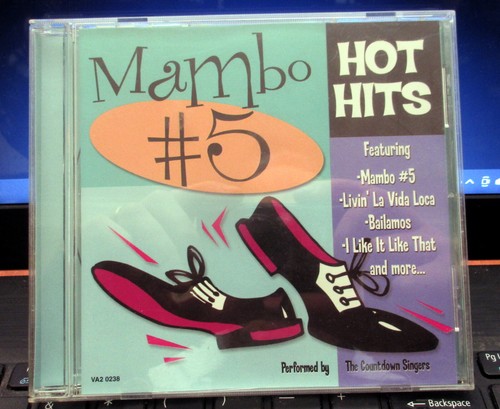 Mambo
#5
HOT
HITS
Featuring
-Mambo #5
-Livin' La Vida Loca
-Bailamos
-I Like It Like That
and more...
Performed by The Countdown Singers
VA2 0238
& * ( )
Backspace
Pg